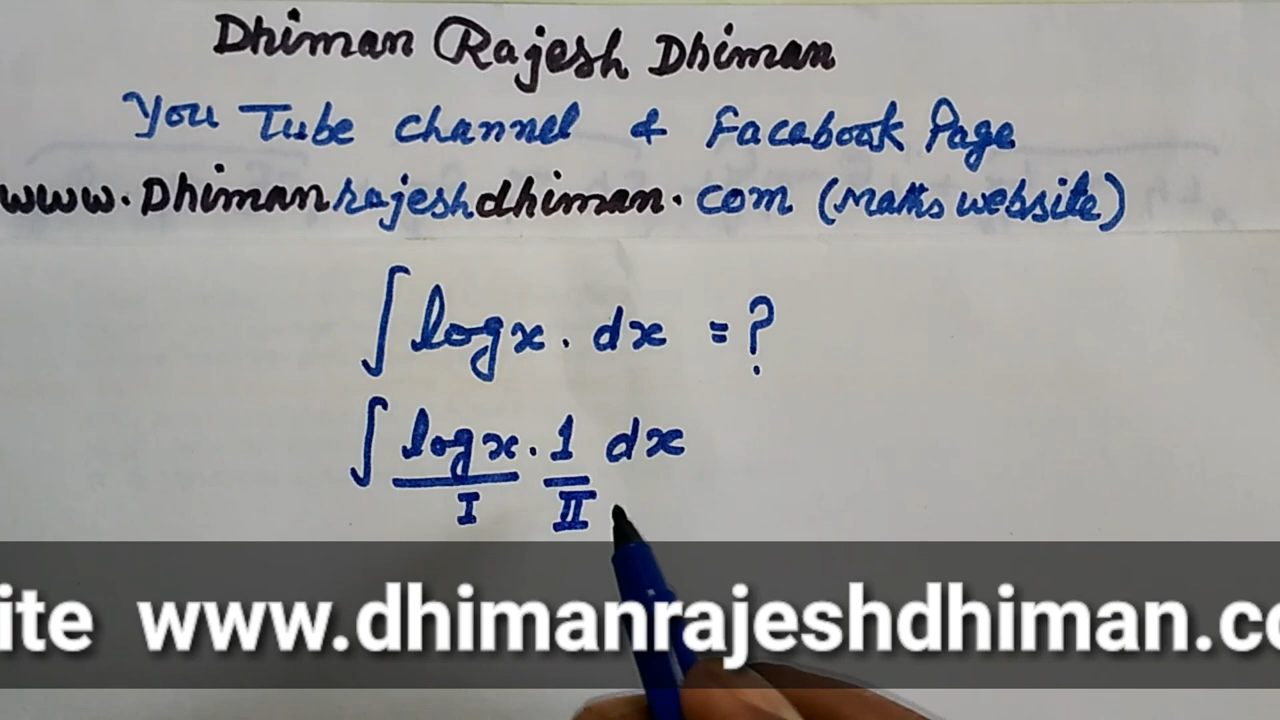 Dhiman Rajesh Dhiman
You Tube channel & Facabook Page
www.Dhimanrajeshdhiman.com (Maths website)
∫ log x . dx = ?
∫ log x . 1 dx
I II
ite www.dhimanrajeshdhiman.co